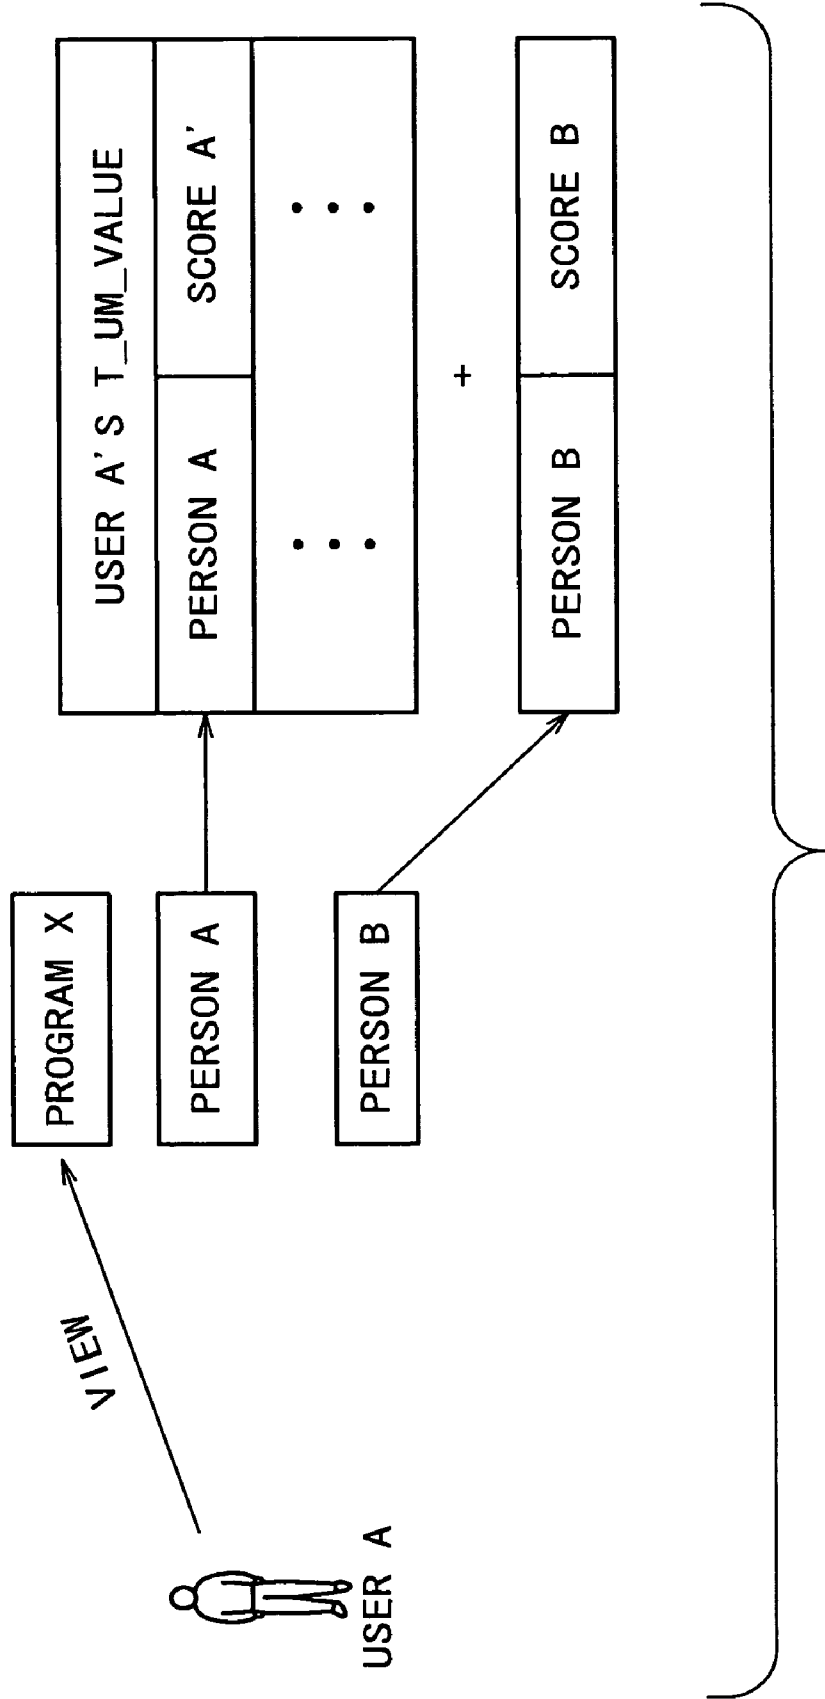 USER A
VIEW
PROGRAM X
PERSON A
PERSON B
USER A'S T_UM_VALUE
PERSON A SCORE A'
• • • • • •
+
PERSON B SCORE B